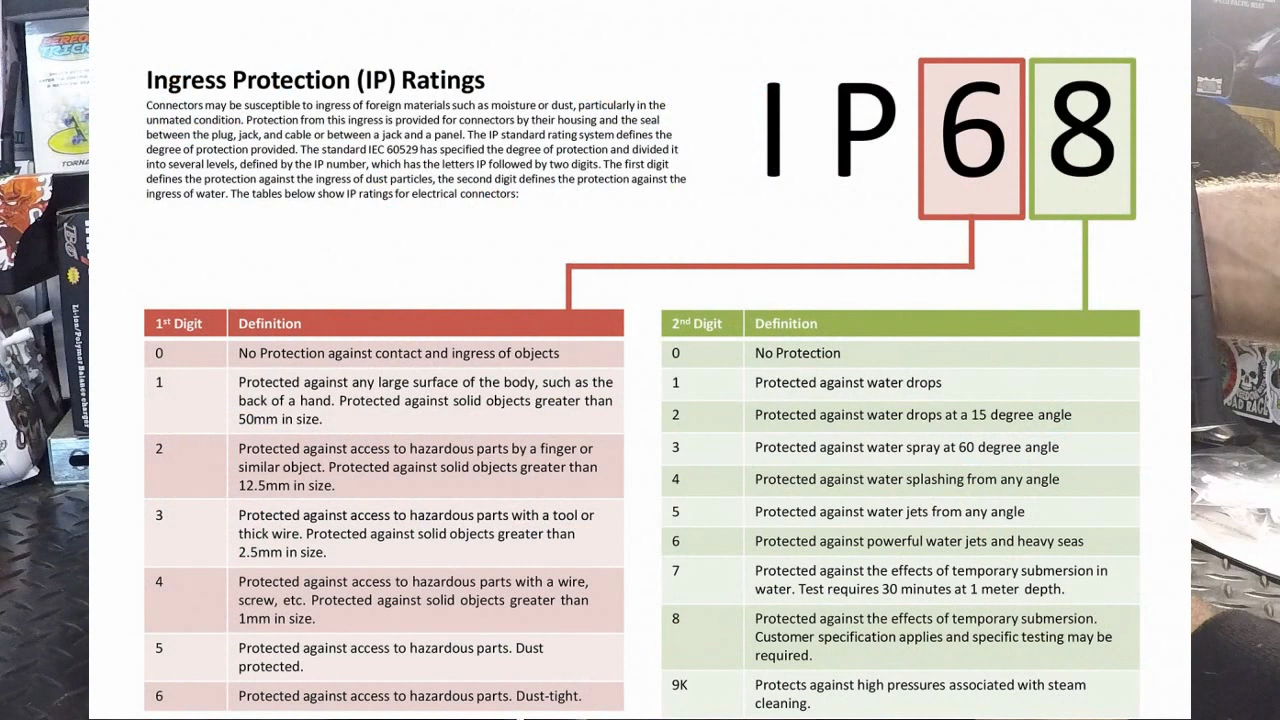 Ingress Protection (IP) Ratings
Connectors may be susceptible to ingress of foreign materials such as moisture or dust, particularly in the
unmated condition. Protection from this ingress is provided for connectors by their housing and the seal
between the plug, jack, and cable or between a jack and a panel. The IP standard rating system defines the
degree of protection provided. The standard IEC 60529 has specified the degree of protection and divided it
into several levels, defined by the IP number, which has the letters IP followed by two digits. The first digit
defines the protection against the ingress of dust particles, the second digit defines the protection against the
ingress of water. The tables below show IP ratings for electrical connectors:
IP68
1st Digit Definition
0 No Protection against contact and ingress of objects
1 Protected against any large surface of the body, such as the
back of a hand. Protected against solid objects greater than
50mm in size.
2 Protected against access to hazardous parts by a finger or
similar object. Protected against solid objects greater than
12.5mm in size.
3 Protected against access to hazardous parts with a tool or
thick wire. Protected against solid objects greater than
2.5mm in size.
4 Protected against access to hazardous parts with a wire,
screw, etc. Protected against solid objects greater than
1mm in size.
5 Protected against access to hazardous parts. Dust
protected.
6 Protected against access to hazardous parts. Dust-tight.
2nd Digit Definition
0 No Protection
1 Protected against water drops
2 Protected against water drops at a 15 degree angle
3 Protected against water spray at 60 degree angle
4 Protected against water splashing from any angle
5 Protected against water jets from any angle
6 Protected against powerful water jets and heavy seas
7 Protected against the effects of temporary submersion in
water. Test requires 30 minutes at 1 meter depth.
8 Protected against the effects of temporary submersion.
Customer specification applies and specific testing may be
required.
9K Protects against high pressures associated with steam
cleaning.
Li-ion/Polymer Balance charger